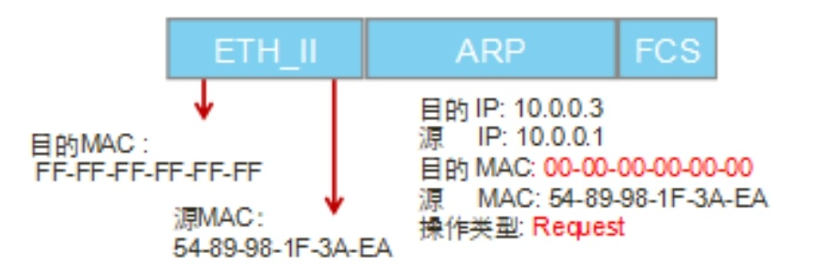 ETH_II ARP FCS
目的MAC：
FF-FF-FF-FF-FF-FF
源MAC：
54-89-98-1F-3A-EA
目的 IP: 10.0.0.3
源 IP: 10.0.0.1
目的 MAC: 00-00-00-00-00-00
源 MAC: 54-89-98-1F-3A-EA
操作类型: Request